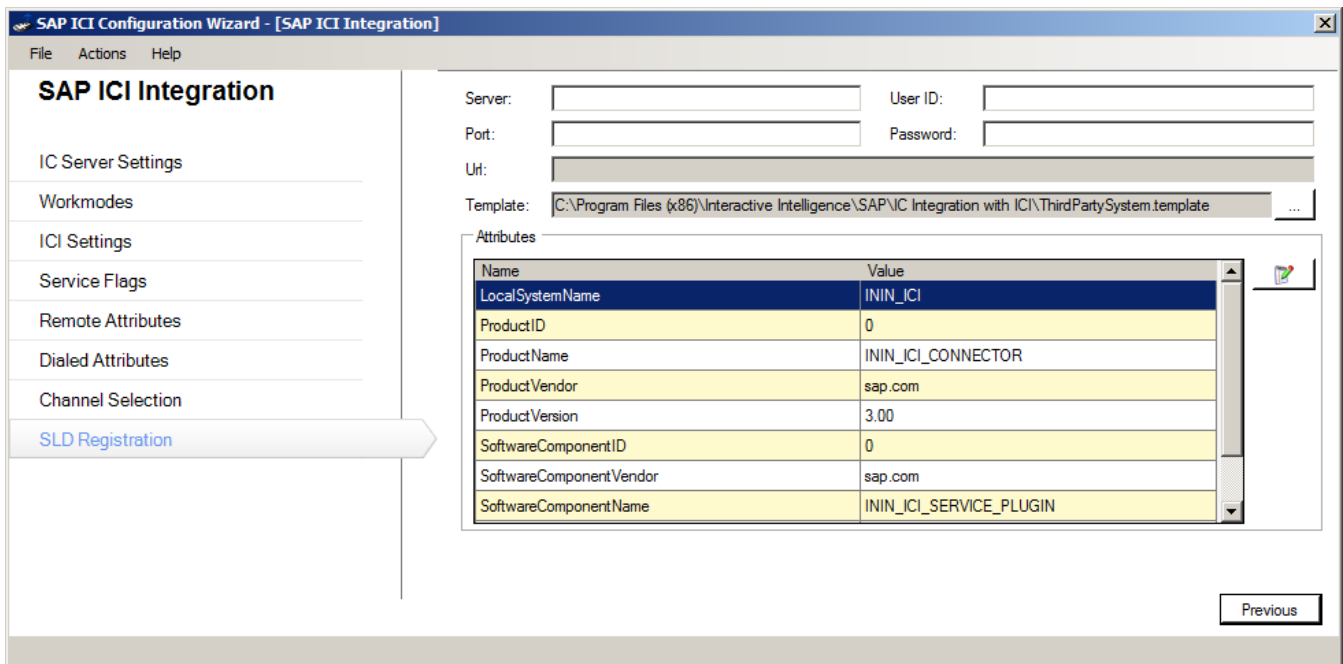 SAP ICI Configuration Wizard - [SAP ICI Integration]
File Actions Help
SAP ICI Integration
IC Server Settings
Workmodes
ICI Settings
Service Flags
Remote Attributes
Dialed Attributes
Channel Selection
SLD Registration
Server: User ID:
Port: Password:
Url:
Template: C:\Program Files (x86)\Interactive Intelligence\SAP\IC Integration with ICI\ThirdPartySystem.template ...
Attributes
Name Value
LocalSystemName ININ_ICI
ProductID 0
ProductName ININ_ICI_CONNECTOR
ProductVendor sap.com
ProductVersion 3.00
SoftwareComponentID 0
SoftwareComponentVendor sap.com
SoftwareComponentName ININ_ICI_SERVICE_PLUGIN
Previous